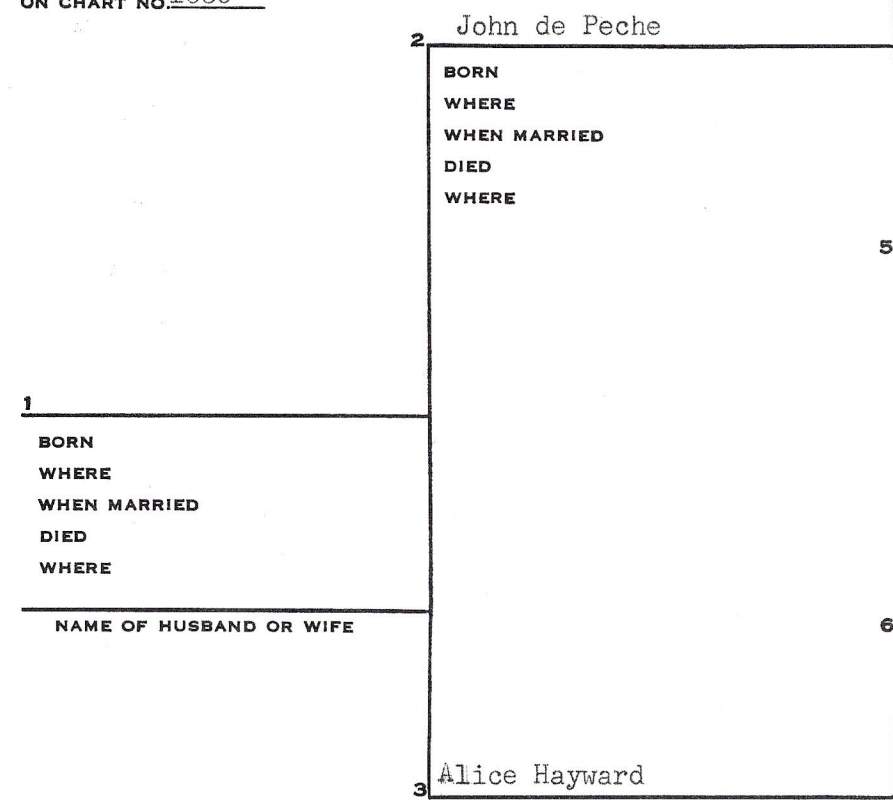 ON CHART NO.
John de Peche
2
BORN
WHERE
WHEN MARRIED
DIED
WHERE
5
1
BORN
WHERE
WHEN MARRIED
DIED
WHERE
NAME OF HUSBAND OR WIFE
6
Alice Hayward
3